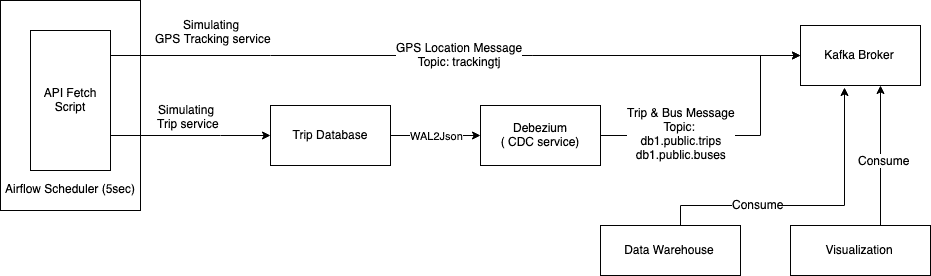 Simulating
GPS Tracking service
GPS Location Message
Topic: trackingtj
Kafka Broker
API Fetch
Script
Simulating
Trip service
Trip Database
WAL2Json
Debezium
( CDC service)
Trip & Bus Message
Topic:
db1.public.trips
db1.public.buses
Airflow Scheduler (5sec)
Consume
Consume
Data Warehouse
Visualization